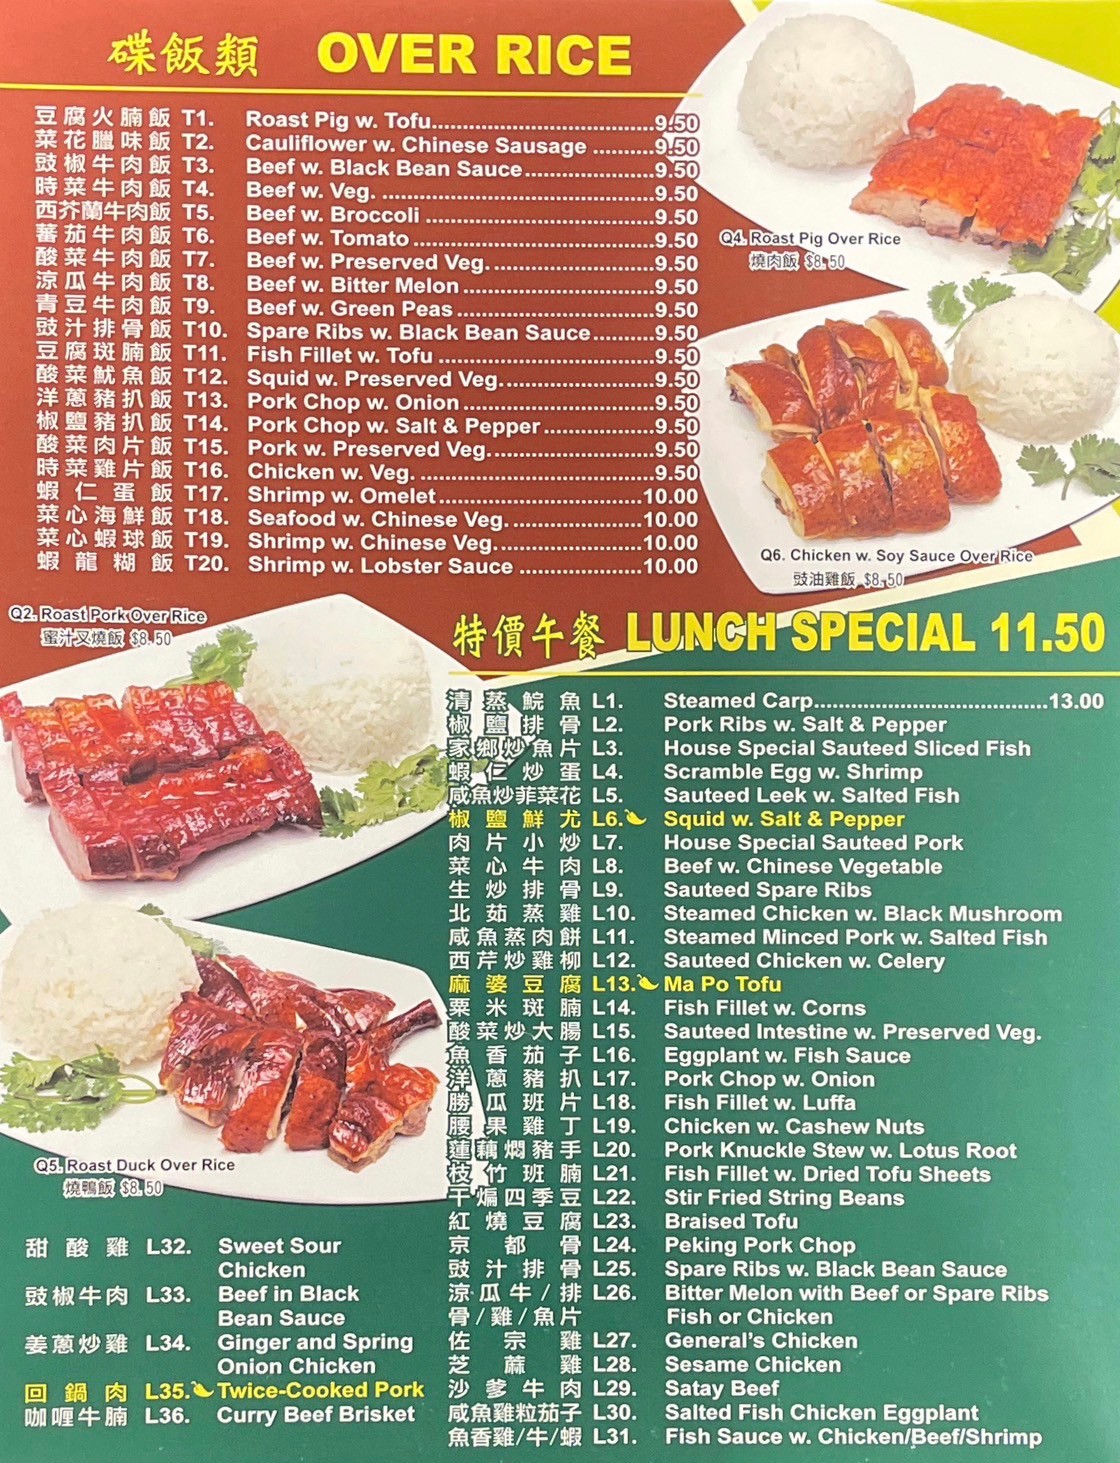 碟飯類 OVER RICE
豆腐火腩飯 T1. Roast Pig w. Tofu 9.50
菜花臘味飯 T2. Cauliflower w. Chinese Sausage 9.50
豉椒牛肉飯 T3. Beef w. Black Bean Sauce 9.50
時菜牛肉飯 T4. Beef w. Veg. 9.50
西芥蘭牛肉飯 T5. Beef w. Broccoli 9.50
蕃茄牛肉飯 T6. Beef w. Tomato 9.50
酸菜牛肉飯 T7. Beef w. Preserved Veg. 9.50
涼瓜牛肉飯 T8. Beef w. Bitter Melon 9.50
青豆牛肉飯 T9. Beef w. Green Peas 9.50
豉汁排骨飯 T10. Spare Ribs w. Black Bean Sauce 9.50
豆腐斑腩飯 T11. Fish Fillet w. Tofu 9.50
酸菜魷魚飯 T12. Squid w. Preserved Veg. 9.50
洋蔥豬扒飯 T13. Pork Chop w. Onion 9.50
椒鹽豬扒飯 T14. Pork Chop w. Salt & Pepper 9.50
酸菜肉片飯 T15. Pork w. Preserved Veg. 9.50
時菜雞片飯 T16. Chicken w. Veg. 9.50
蝦仁蛋飯 T17. Shrimp w. Omelet 10.00
菜心海鮮飯 T18. Seafood w. Chinese Veg. 10.00
菜心蝦球飯 T19. Shrimp w. Chinese Veg. 10.00
蝦龍糊飯 T20. Shrimp w. Lobster Sauce 10.00
Q4. Roast Pig Over Rice
燒肉飯 $8.50
Q6. Chicken w. Soy Sauce Over Rice
豉油雞飯 $8.50
Q2. Roast Pork Over Rice
蜜汁叉燒飯 $8.50
Q5. Roast Duck Over Rice
燒鴨飯 $8.50
特價午餐 LUNCH SPECIAL 11.50
清蒸鯇魚 L1. Steamed Carp 13.00
椒鹽排骨 L2. Pork Ribs w. Salt & Pepper
家鄉炒魚片 L3. House Special Sauteed Sliced Fish
蝦仁炒蛋 L4. Scramble Egg w. Shrimp
咸魚炒菲菜花 L5. Sauteed Leek w. Salted Fish
椒鹽鮮尤 L6. Squid w. Salt & Pepper
肉片小炒 L7. House Special Sauteed Pork
菜心牛肉 L8. Beef w. Chinese Vegetable
生炒排骨 L9. Sauteed Spare Ribs
北茹蒸雞 L10. Steamed Chicken w. Black Mushroom
咸魚蒸肉餅 L11. Steamed Minced Pork w. Salted Fish
西芹炒雞柳 L12. Sauteed Chicken w. Celery
麻婆豆腐 L13. Ma Po Tofu
粟米斑腩 L14. Fish Fillet w. Corns
酸菜炒大腸 L15. Sauteed Intestine w. Preserved Veg.
魚香茄子 L16. Eggplant w. Fish Sauce
洋蔥豬扒 L17. Pork Chop w. Onion
勝瓜班片 L18. Fish Fillet w. Luffa
腰果雞丁 L19. Chicken w. Cashew Nuts
蓮藕燜豬手 L20. Pork Knuckle Stew w. Lotus Root
枝竹班腩 L21. Fish Fillet w. Dried Tofu Sheets
干煸四季豆 L22. Stir Fried String Beans
紅燒豆腐 L23. Braised Tofu
京都骨 L24. Peking Pork Chop
豉汁排骨 L25. Spare Ribs w. Black Bean Sauce
涼瓜牛/排 L26. Bitter Melon with Beef or Spare Ribs
骨/雞/魚片 Fish or Chicken
佐宗雞 L27. General's Chicken
芝蔴雞 L28. Sesame Chicken
沙爹牛肉 L29. Satay Beef
咸魚雞粒茄子 L30. Salted Fish Chicken Eggplant
魚香雞/牛/蝦 L31. Fish Sauce w. Chicken/Beef/Shrimp
甜酸雞 L32. Sweet Sour
Chicken
豉椒牛肉 L33. Beef in Black
Bean Sauce
姜蔥炒雞 L34. Ginger and Spring
Onion Chicken
回鍋肉 L35. Twice-Cooked Pork
咖喱牛腩 L36. Curry Beef Brisket